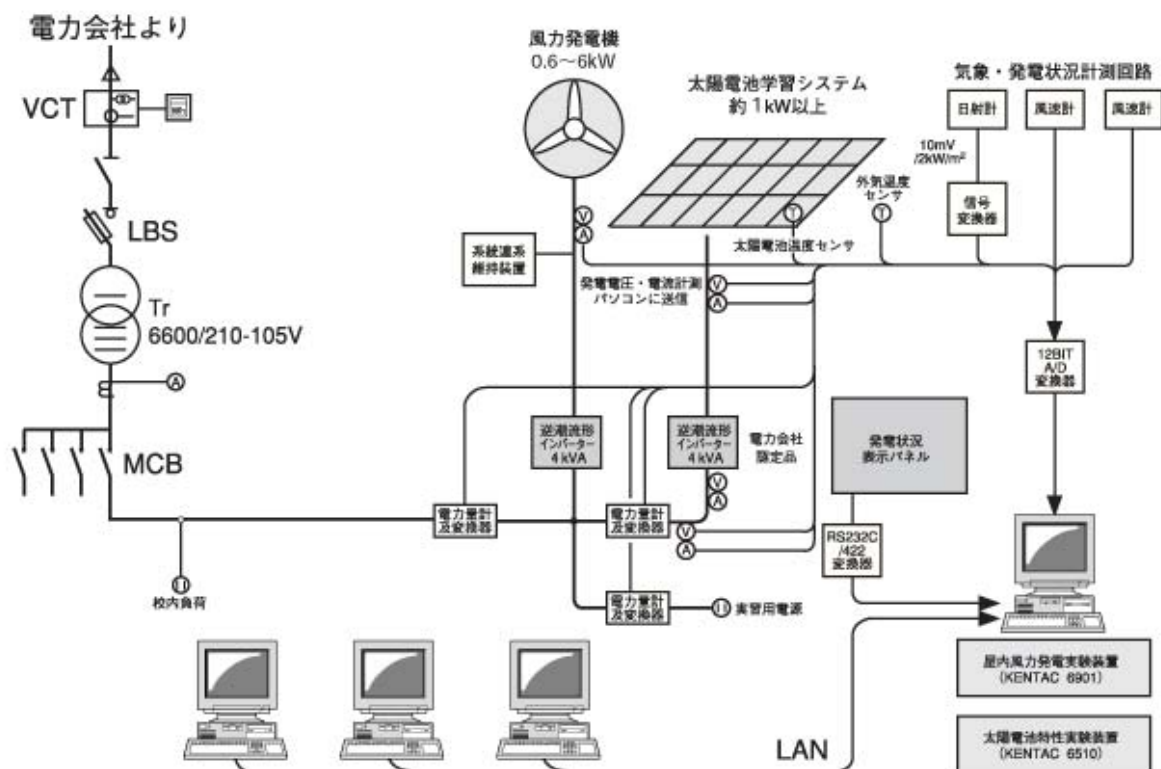 電力会社より
VCT
LBS
Tr
6600/210-105V
A
MCB
校内負荷
風力発電機
0.6〜6kW
太陽電池学習システム
約1kW以上
気象・発電状況計測回路
日射計
風速計
風速計
10mV
/2kW/m²
信号
変換器
外気温度
センサ
T
T
太陽電池温度センサ
V
A
系統連系
維持装置
発電電圧・電流計測
パソコンに送信
V
A
12BIT
A/D
変換器
逆潮流形
インバーター
4kVA
逆潮流形
インバーター
4kVA
電力会社
認定品
発電状況
表示パネル
V
A
電力量計
及変換器
電力量計
及変換器
V
A
RS232C
/422
変換器
電力量計
及変換器
実習用電源
屋内風力発電実験装置
(KENTAC 6901)
LAN
太陽電池特性実験装置
(KENTAC 6510)